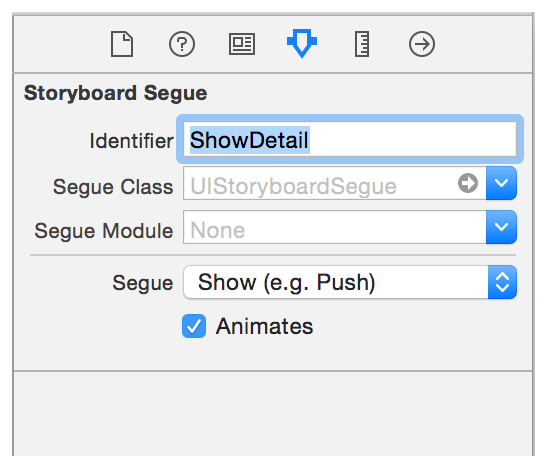 Storyboard Segue
Identifier ShowDetail
Segue Class UIStoryboardSegue
Segue Module None
Segue Show (e.g. Push)
Animates